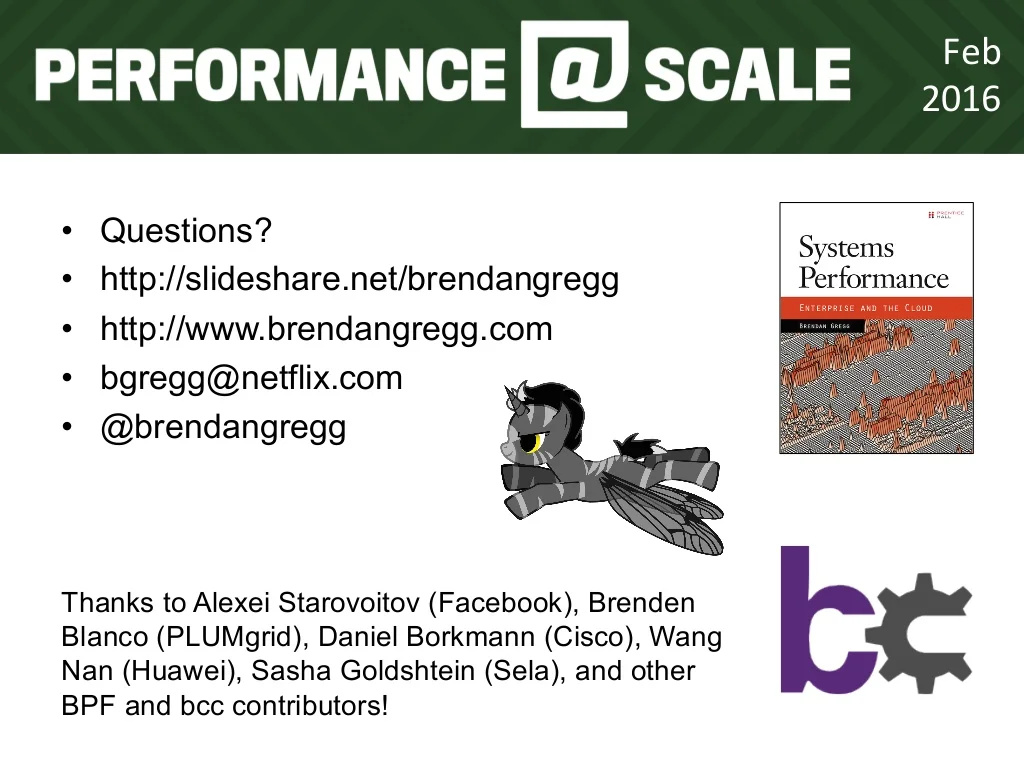 PERFORMANCE @ SCALE
Feb
2016
• Questions?
• http://slideshare.net/brendangregg
• http://www.brendangregg.com
• bgregg@netflix.com
• @brendangregg
PRENTICE
HALL
Systems
Performance
ENTERPRISE AND THE CLOUD
BRENDAN GREGG
Thanks to Alexei Starovoitov (Facebook), Brenden
Blanco (PLUMgrid), Daniel Borkmann (Cisco), Wang
Nan (Huawei), Sasha Goldshtein (Sela), and other
BPF and bcc contributors!
bc